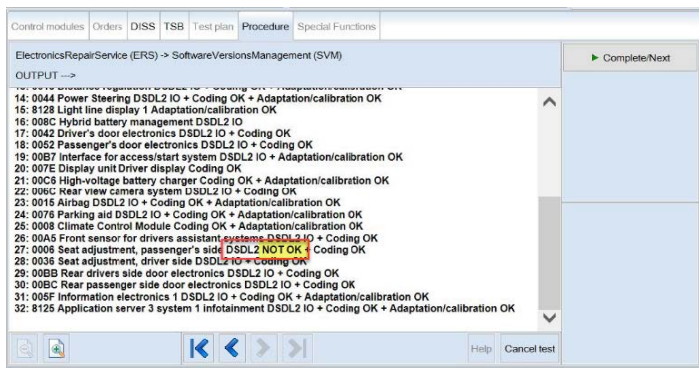 Control modules Orders DISS TSB Test plan Procedure Special Functions
ElectronicsRepairService (ERS) -> SoftwareVersionsManagement (SVM)
OUTPUT --->
Complete/Next
14: 0044 Power Steering DSDL2 IO + Coding OK + Adaptation/calibration OK
15: 8128 Light line display 1 Adaptation/calibration OK
16: 008C Hybrid battery management DSDL2 IO
17: 0042 Driver's door electronics DSDL2 IO + Coding OK
18: 0052 Passenger's door electronics DSDL2 IO + Coding OK
19: 00B7 Interface for access/start system DSDL2 IO + Adaptation/calibration OK
20: 007E Display unit Driver display Coding OK
21: 00C6 High-voltage battery charger Coding OK + Adaptation/calibration OK
22: 006C Rear view camera system DSDL2 IO + Coding OK
23: 0015 Airbag DSDL2 IO + Coding OK + Adaptation/calibration OK
24: 0076 Parking aid DSDL2 IO + Coding OK + Adaptation/calibration OK
25: 0008 Climate Control Module Coding OK + Adaptation/calibration OK
26: 00A5 Front sensor for drivers assistant systems DSDL2 IO + Coding OK
27: 0006 Seat adjustment, passenger's side DSDL2 NOT OK + Coding OK
28: 0036 Seat adjustment, driver side DSDL2 IO + Coding OK
29: 00BB Rear drivers side door electronics DSDL2 IO + Coding OK
30: 00BC Rear passenger side door electronics DSDL2 IO + Coding OK
31: 005F Information electronics 1 DSDL2 IO + Coding OK + Adaptation/calibration OK
32: 8125 Application server 3 system 1 infotainment DSDL2 IO + Coding OK + Adaptation/calibration OK
Help Cancel test